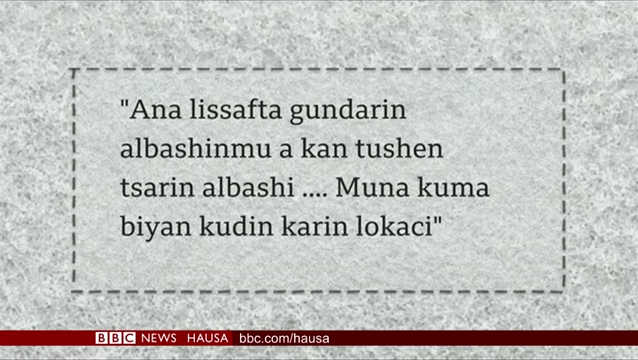 "Ana lissafta gundarin
albashinmu a kan tushen
tsarin albashi .... Muna kuma
biyan kudin karin lokaci"
BBC NEWS HAUSA bbc.com/hausa